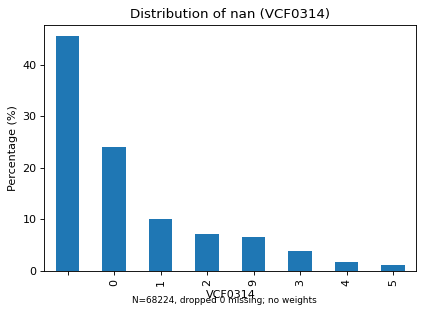 Distribution of nan (VCF0314)
Percentage (%)
40
30
20
10
0
0 1 2 9 3 4 5
VCF0314
N=68224, dropped 0 missing; no weights